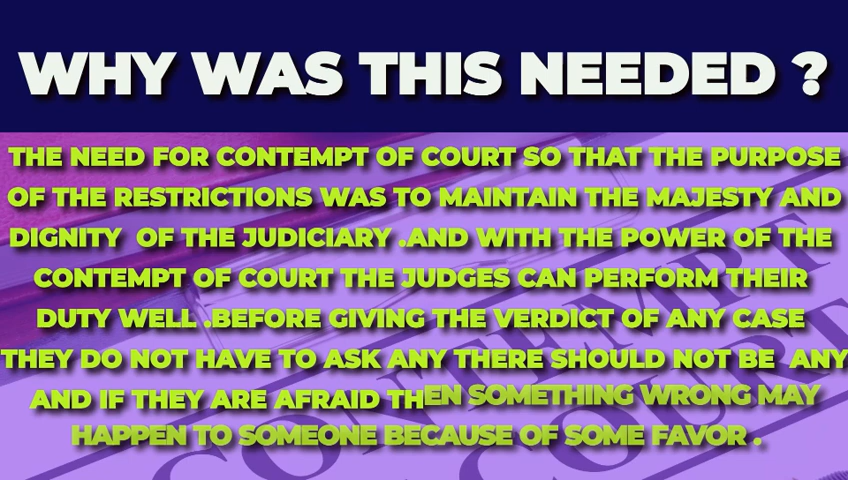 WHY WAS THIS NEEDED ?
THE NEED FOR CONTEMPT OF COURT SO THAT THE PURPOSE
OF THE RESTRICTIONS WAS TO MAINTAIN THE MAJESTY AND
DIGNITY OF THE JUDICIARY .AND WITH THE POWER OF THE
CONTEMPT OF COURT THE JUDGES CAN PERFORM THEIR
DUTY WELL .BEFORE GIVING THE VERDICT OF ANY CASE
THEY DO NOT HAVE TO ASK ANY THERE SHOULD NOT BE ANY
AND IF THEY ARE AFRAID THEN SOMETHING WRONG MAY
HAPPEN TO SOMEONE BECAUSE OF SOME FAVOR .
CONTEMPT
COURT